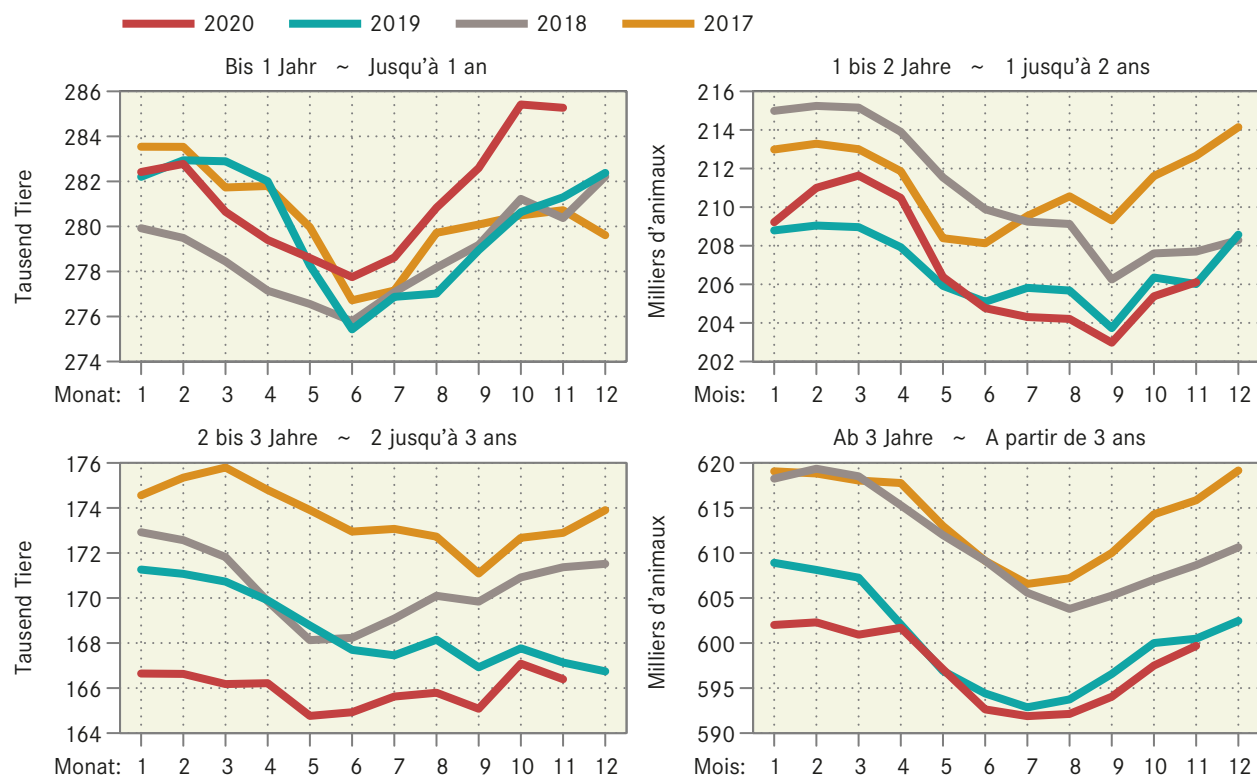 2020 2019 2018 2017
Bis 1 Jahr ~ Jusqu'à 1 an
Tausend Tiere
286
284
282
280
278
276
274
Monat: 1 2 3 4 5 6 7 8 9 10 11 12
1 bis 2 Jahre ~ 1 jusqu'à 2 ans
Milliers d'animaux
216
214
212
210
208
206
204
202
Mois: 1 2 3 4 5 6 7 8 9 10 11 12
2 bis 3 Jahre ~ 2 jusqu'à 3 ans
Tausend Tiere
176
174
172
170
168
166
164
Monat: 1 2 3 4 5 6 7 8 9 10 11 12
Ab 3 Jahre ~ A partir de 3 ans
Milliers d'animaux
620
615
610
605
600
595
590
Mois: 1 2 3 4 5 6 7 8 9 10 11 12